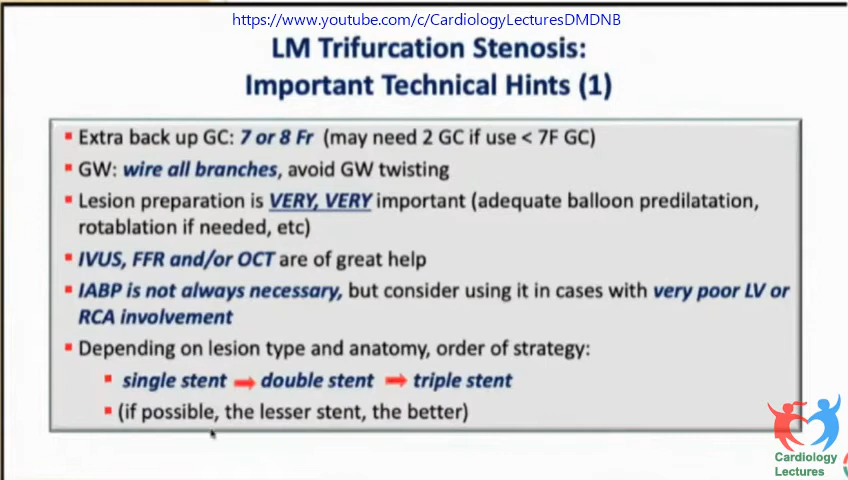 https://www.youtube.com/c/CardiologyLecturesDMDNB
LM Trifurcation Stenosis:
Important Technical Hints (1)
▪ Extra back up GC: 7 or 8 Fr (may need 2 GC if use < 7F GC)
▪ GW: wire all branches, avoid GW twisting
▪ Lesion preparation is VERY, VERY important (adequate balloon predilatation,
rotablation if needed, etc)
▪ IVUS, FFR and/or OCT are of great help
▪ IABP is not always necessary, but consider using it in cases with very poor LV or
RCA involvement
▪ Depending on lesion type and anatomy, order of strategy:
▪ single stent ➡ double stent ➡ triple stent
▪ (if possible, the lesser stent, the better)
Cardiology
Lectures